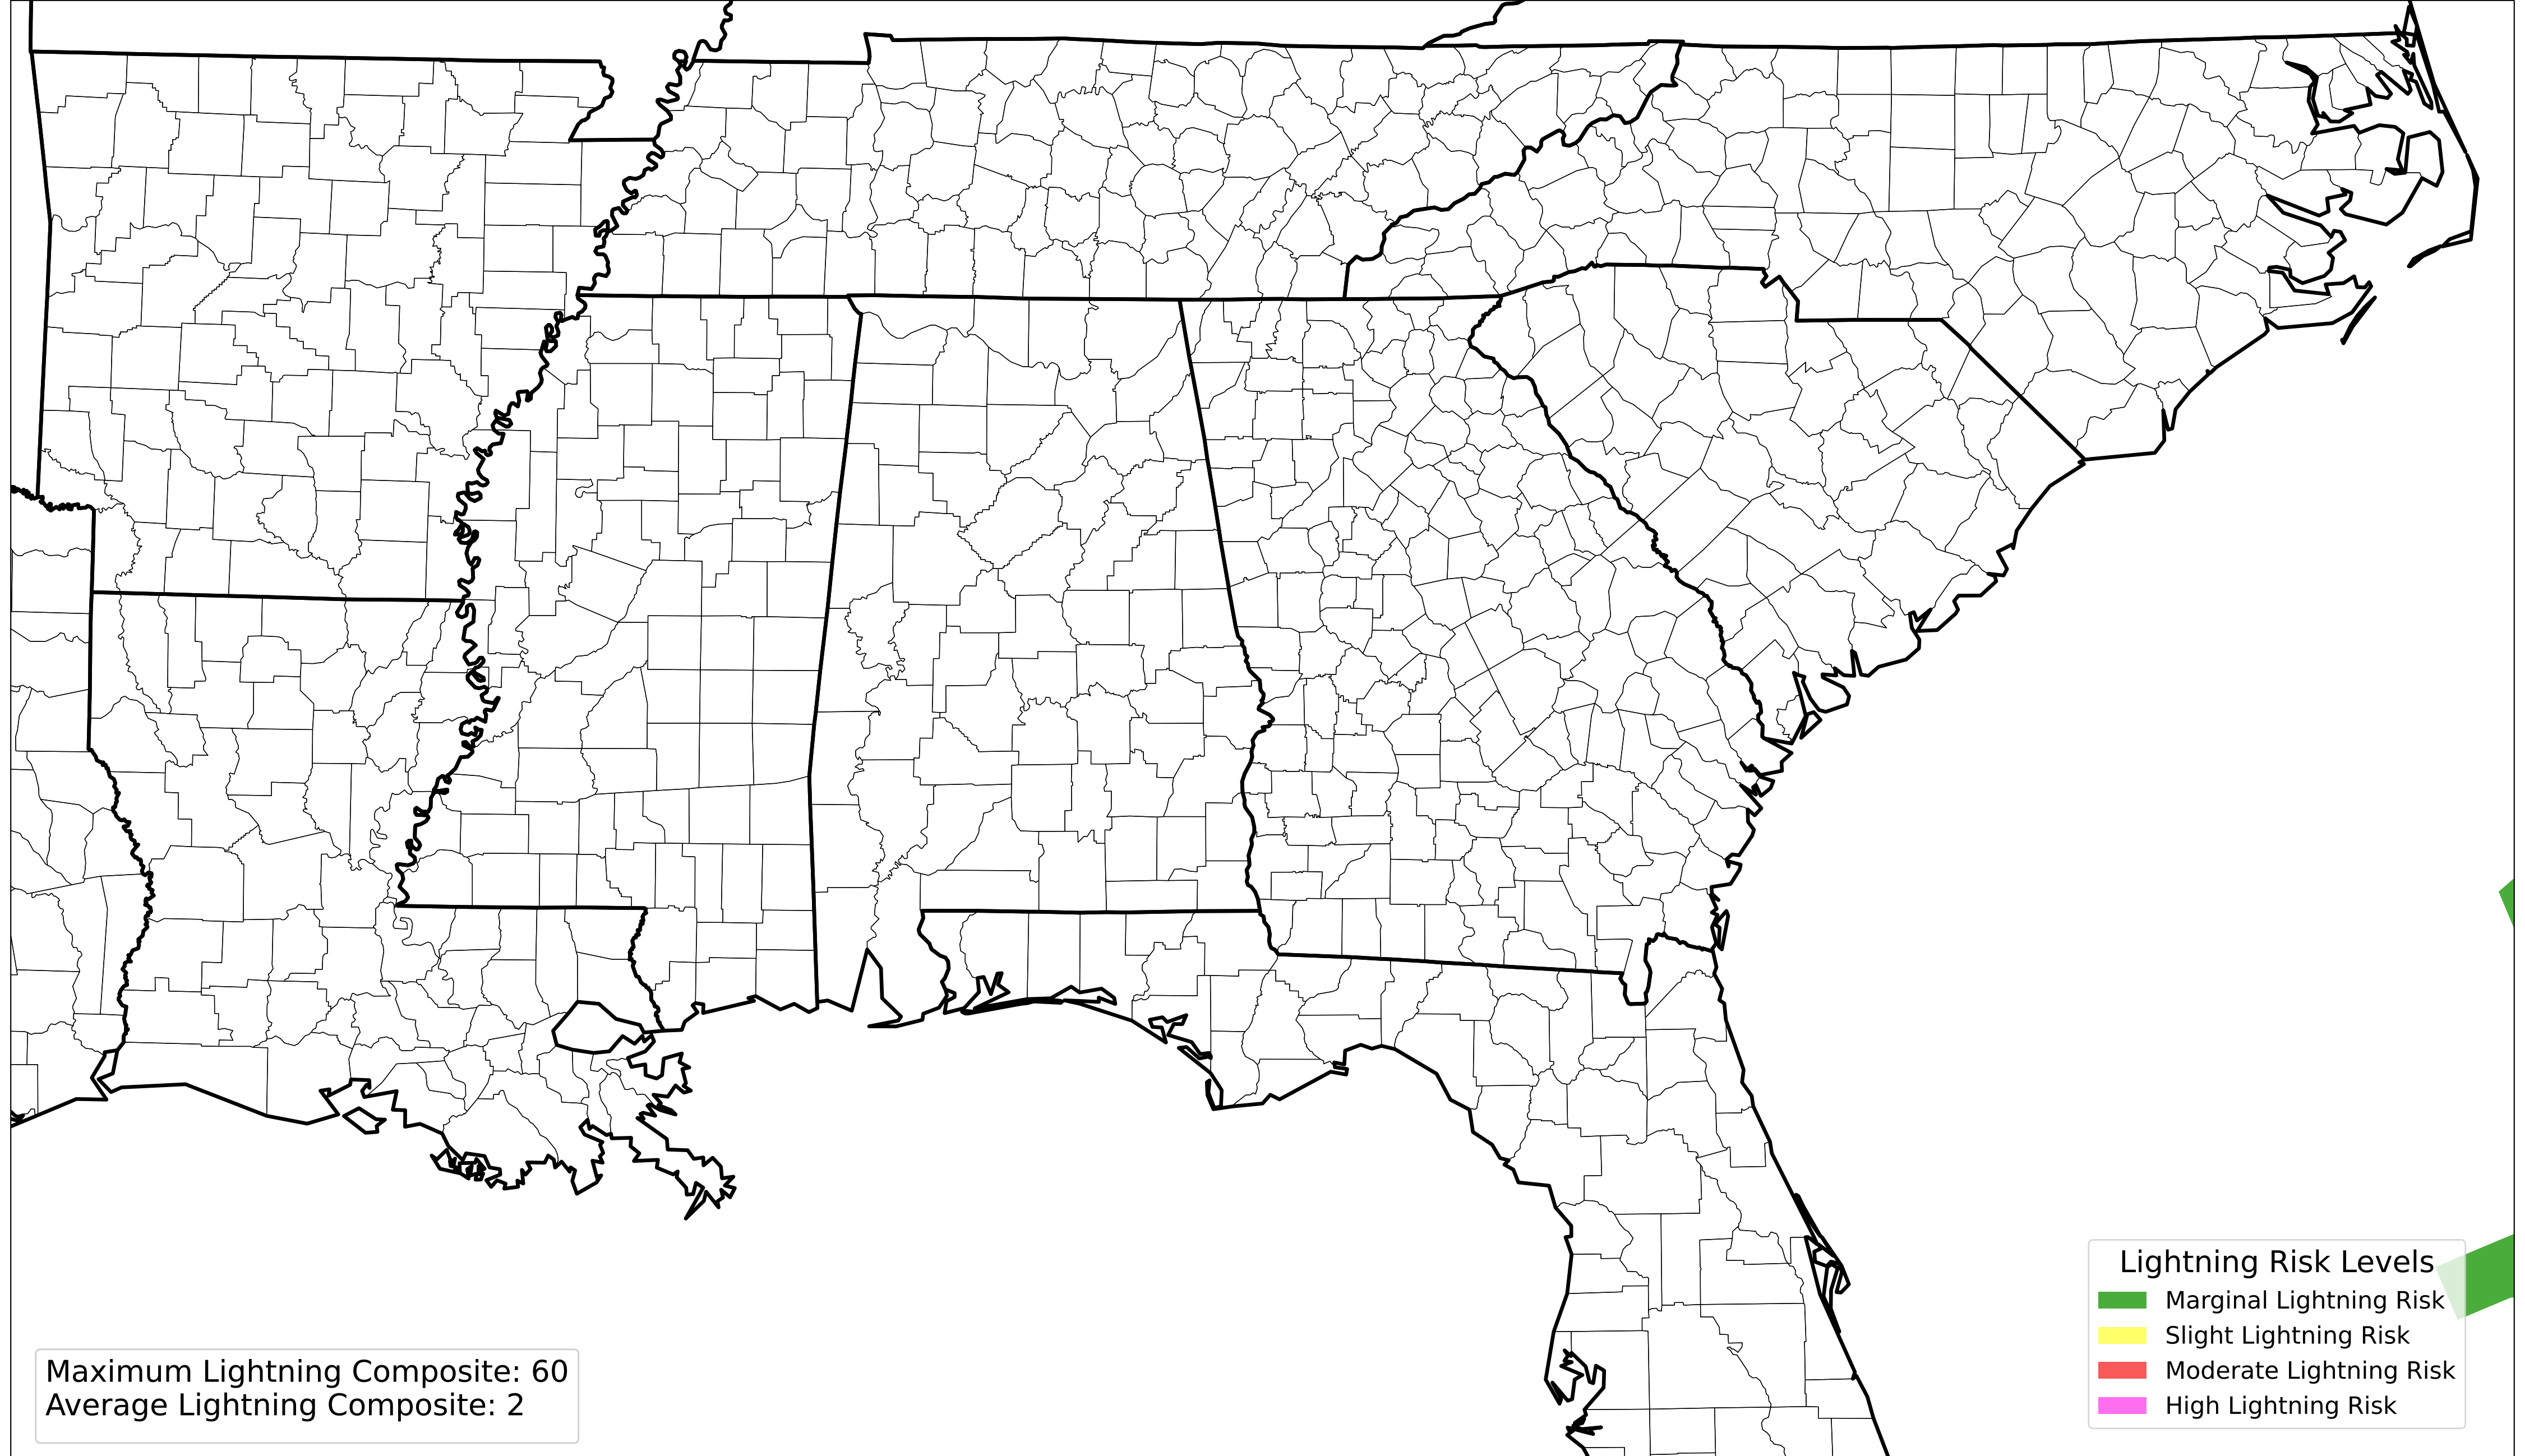 Maximum Lightning Composite: 60
Average Lightning Composite: 2
Lightning Risk Levels
Marginal Lightning Risk
Slight Lightning Risk
Moderate Lightning Risk
High Lightning Risk